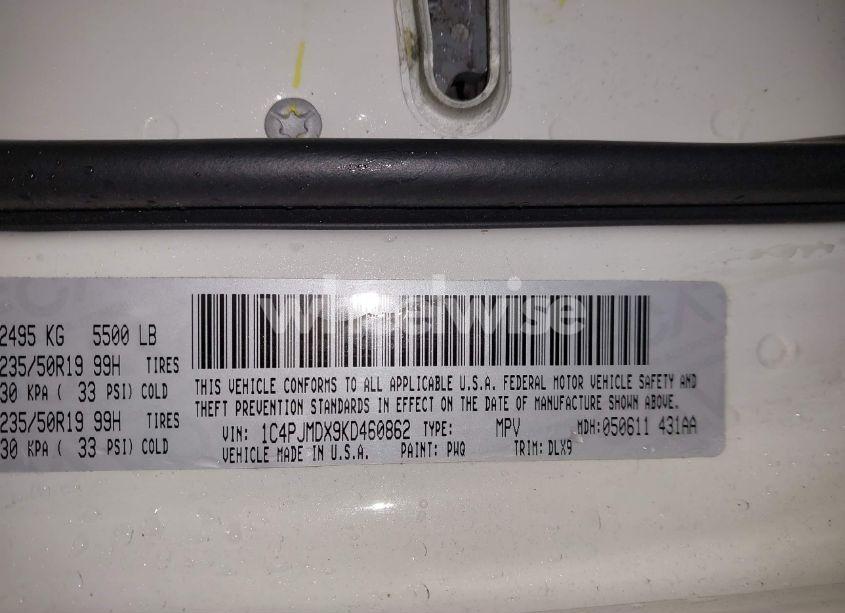 2495 KG 5500 LB
235/50R19 99H TIRES
30 KPA ( 33 PSI) COLD
235/50R19 99H TIRES
30 KPA ( 33 PSI) COLD
wheelwise
THIS VEHICLE CONFORMS TO ALL APPLICABLE U.S.A. FEDERAL MOTOR VEHICLE SAFETY AND
THEFT PREVENTION STANDARDS IN EFFECT ON THE DATE OF MANUFACTURE SHOWN ABOVE.
VIN: 1C4PJMDX9KD460862 TYPE: MPV MDH:050611 431AA
VEHICLE MADE IN U.S.A. PAINT: PWQ TRIM: DLX9